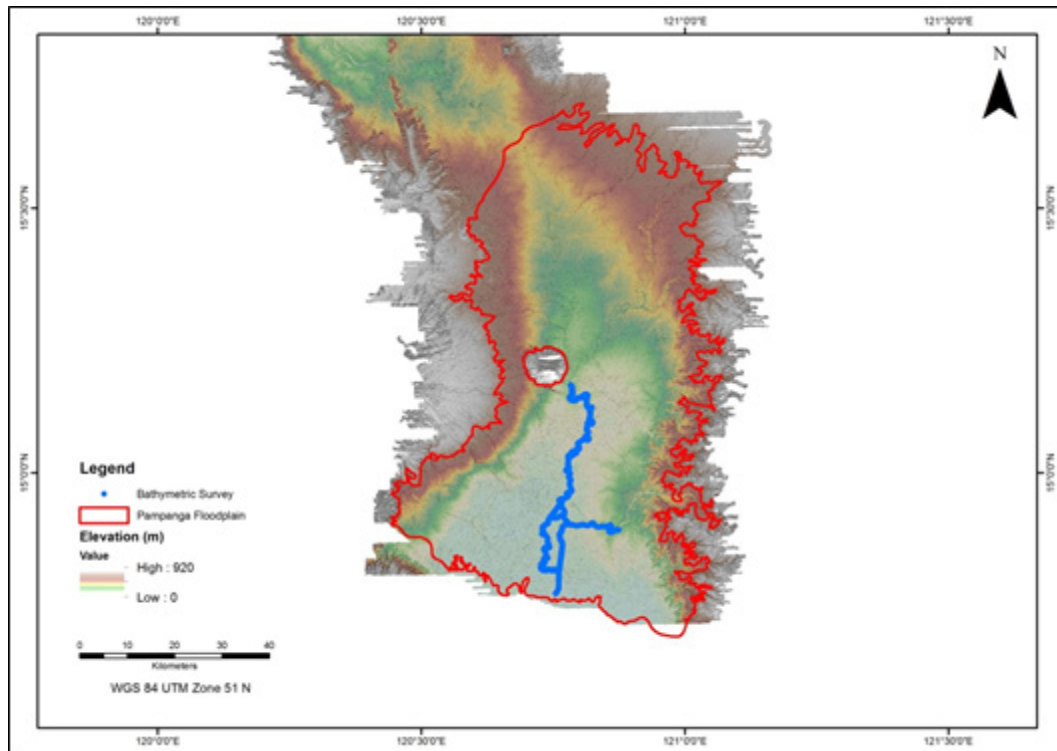 120°0'0"E 120°30'0"E 121°0'0"E 121°30'0"E
N
15°30'0"N 15°30'0"N
15°0'0"N 15°0'0"N
Legend
Bathymetric Survey
Pampanga Floodplain
Elevation (m)
Value
High : 920
Low : 0
0 10 20 30 40
Kilometers
WGS 84 UTM Zone 51 N
120°0'0"E 120°30'0"E 121°0'0"E 121°30'0"E